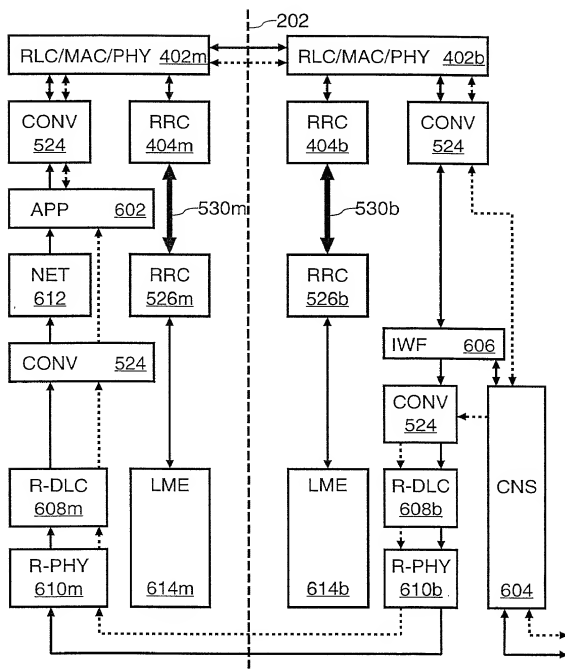 202
RLC/MAC/PHY 402m
RLC/MAC/PHY 402b
CONV
524
RRC
404m
RRC
404b
CONV
524
APP 602
530m
530b
NET
612
RRC
526m
RRC
526b
IWF 606
CONV 524
CONV
524
R-DLC
608m
LME
614m
LME
614b
R-DLC
608b
CNS
604
R-PHY
610m
R-PHY
610b